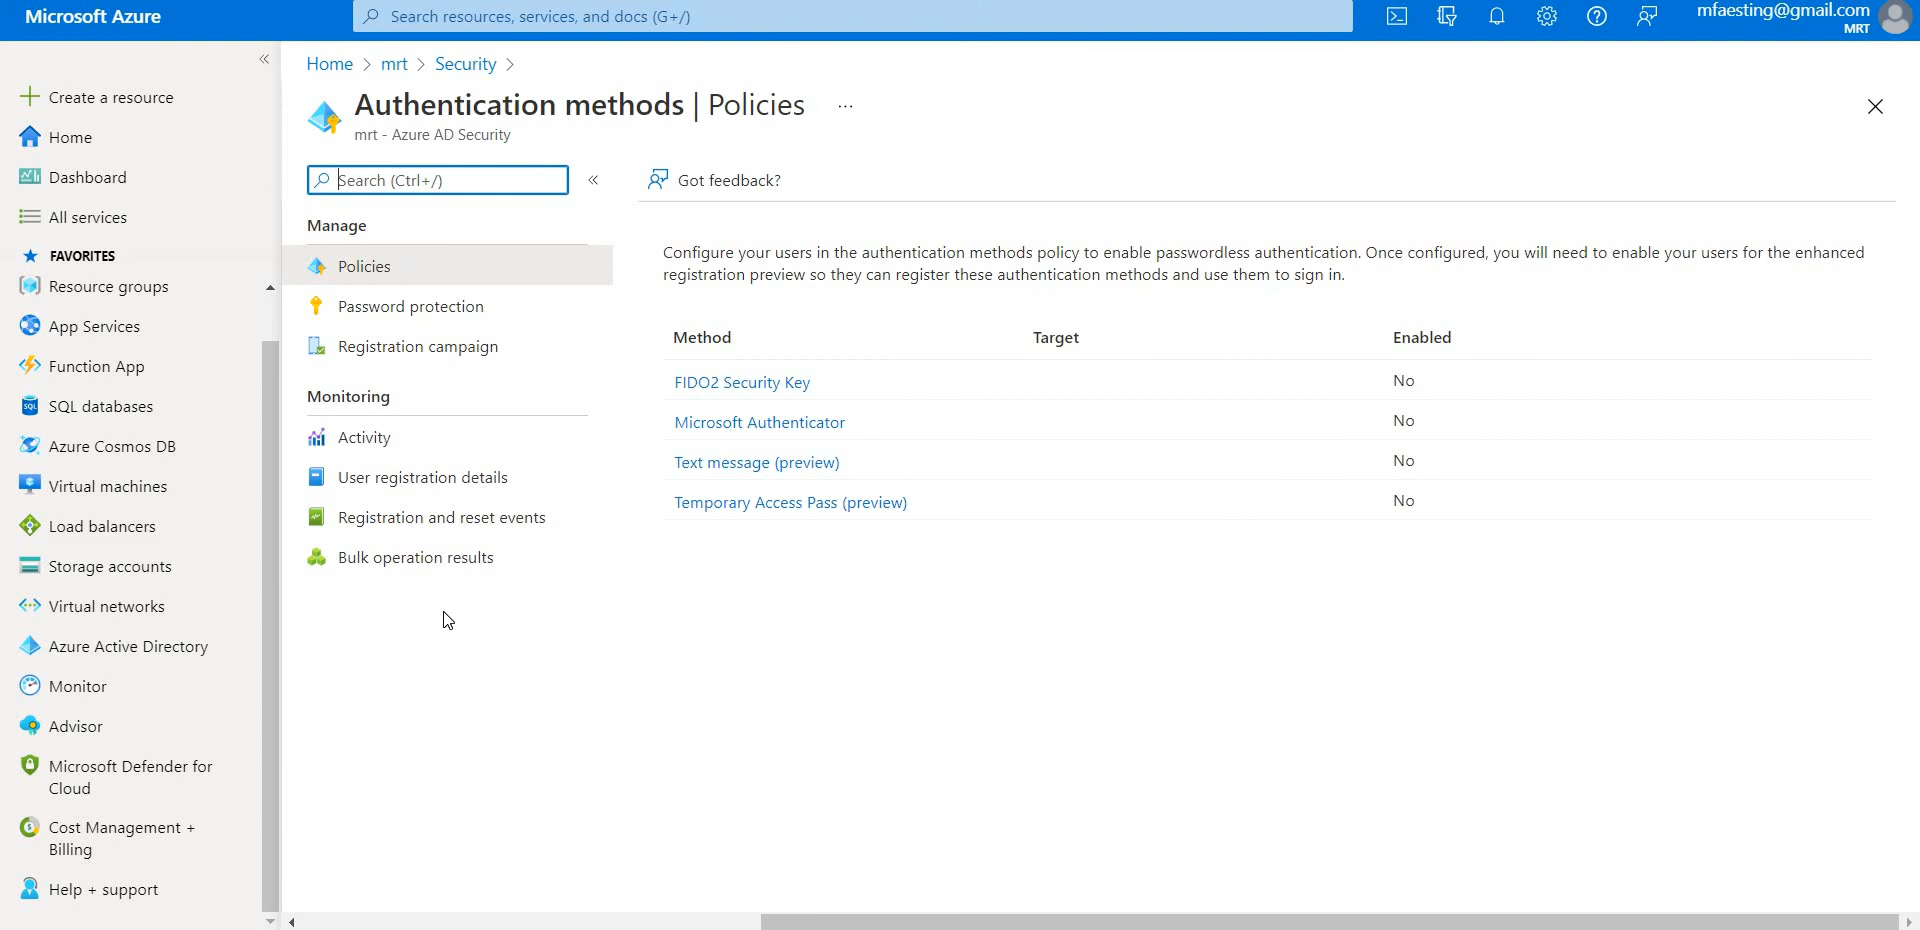 Microsoft Azure
Search resources, services, and docs (G+/)
mfaesting@gmail.com
MRT
Create a resource
Home
Dashboard
All services
FAVORITES
Resource groups
App Services
Function App
SQL databases
Azure Cosmos DB
Virtual machines
Load balancers
Storage accounts
Virtual networks
Azure Active Directory
Monitor
Advisor
Microsoft Defender for
Cloud
Cost Management +
Billing
Help + support
Home > mrt > Security >
Authentication methods | Policies ...
mrt - Azure AD Security
Search (Ctrl+/)
Manage
Policies
Password protection
Registration campaign
Monitoring
Activity
User registration details
Registration and reset events
Bulk operation results
Got feedback?
Configure your users in the authentication methods policy to enable passwordless authentication. Once configured, you will need to enable your users for the enhanced
registration preview so they can register these authentication methods and use them to sign in.
Method Target Enabled
FIDO2 Security Key No
Microsoft Authenticator No
Text message (preview) No
Temporary Access Pass (preview) No